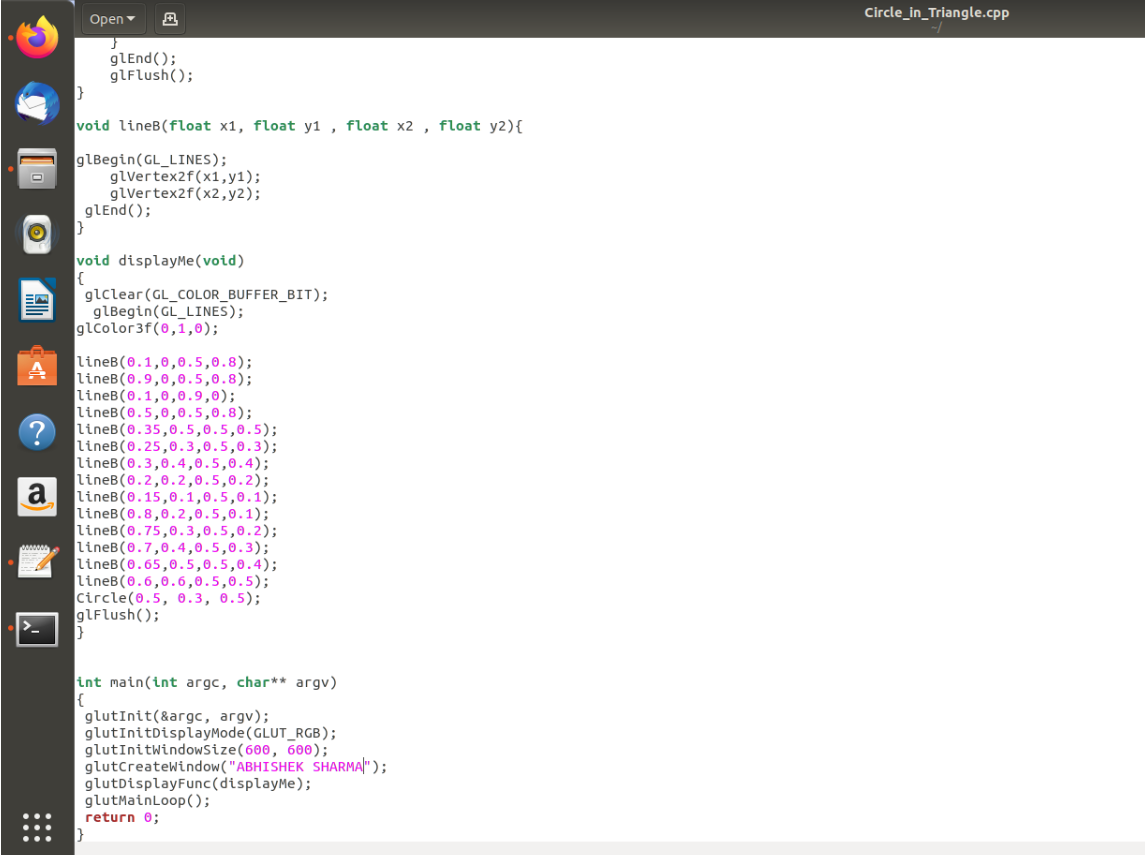 Open
Circle_in_Triangle.cpp
~/
}
glEnd();
glFlush();
}
void lineB(float x1, float y1 , float x2 , float y2){
glBegin(GL_LINES);
glVertex2f(x1,y1);
glVertex2f(x2,y2);
glEnd();
}
void displayMe(void)
{
glClear(GL_COLOR_BUFFER_BIT);
glBegin(GL_LINES);
glColor3f(0,1,0);
lineB(0.1,0,0.5,0.8);
lineB(0.9,0,0.5,0.8);
lineB(0.1,0,0.9,0);
lineB(0.5,0,0.5,0.8);
lineB(0.35,0.5,0.5,0.5);
lineB(0.25,0.3,0.5,0.3);
lineB(0.3,0.4,0.5,0.4);
lineB(0.2,0.2,0.5,0.2);
lineB(0.15,0.1,0.5,0.1);
lineB(0.8,0.2,0.5,0.1);
lineB(0.75,0.3,0.5,0.2);
lineB(0.7,0.4,0.5,0.3);
lineB(0.65,0.5,0.5,0.4);
lineB(0.6,0.6,0.5,0.5);
Circle(0.5, 0.3, 0.5);
glFlush();
}
int main(int argc, char** argv)
{
glutInit(&argc, argv);
glutInitDisplayMode(GLUT_RGB);
glutInitWindowSize(600, 600);
glutCreateWindow("ABHISHEK SHARMA");
glutDisplayFunc(displayMe);
glutMainLoop();
return 0;
}